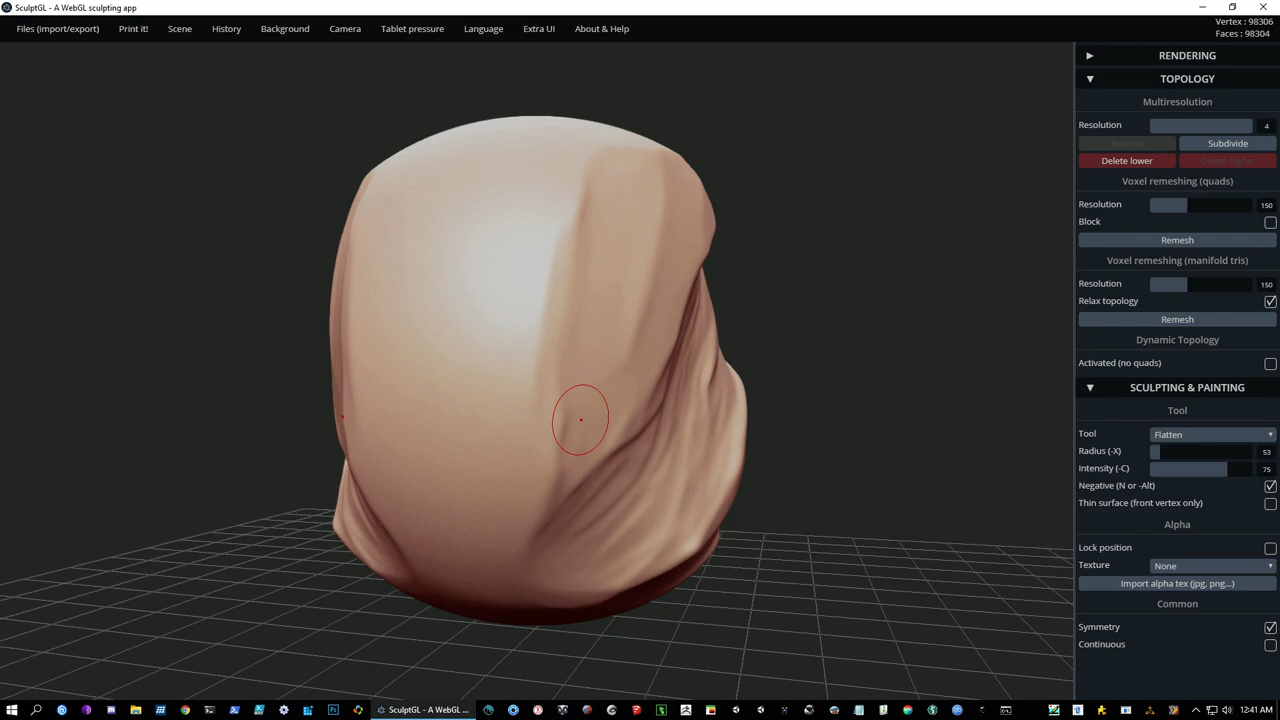 SculptGL - A WebGL sculpting app
Files (import/export) Print it! Scene History Background Camera Tablet pressure Language Extra UI About & Help
Vertex : 98306
Faces : 98304
RENDERING
TOPOLOGY
Multiresolution
Resolution 4
Reverse Subdivide
Delete lower Delete higher
Voxel remeshing (quads)
Resolution 150
Block
Remesh
Voxel remeshing (manifold tris)
Resolution 150
Relax topology
Remesh
Dynamic Topology
Activated (no quads)
SCULPTING & PAINTING
Tool
Tool Flatten
Radius (-X) 53
Intensity (-C) 75
Negative (N or -Alt)
Thin surface (front vertex only)
Alpha
Lock position
Texture None
Import alpha tex (jpg, png...)
Common
Symmetry
Continuous
SculptGL - A WebGL ...
12:41 AM